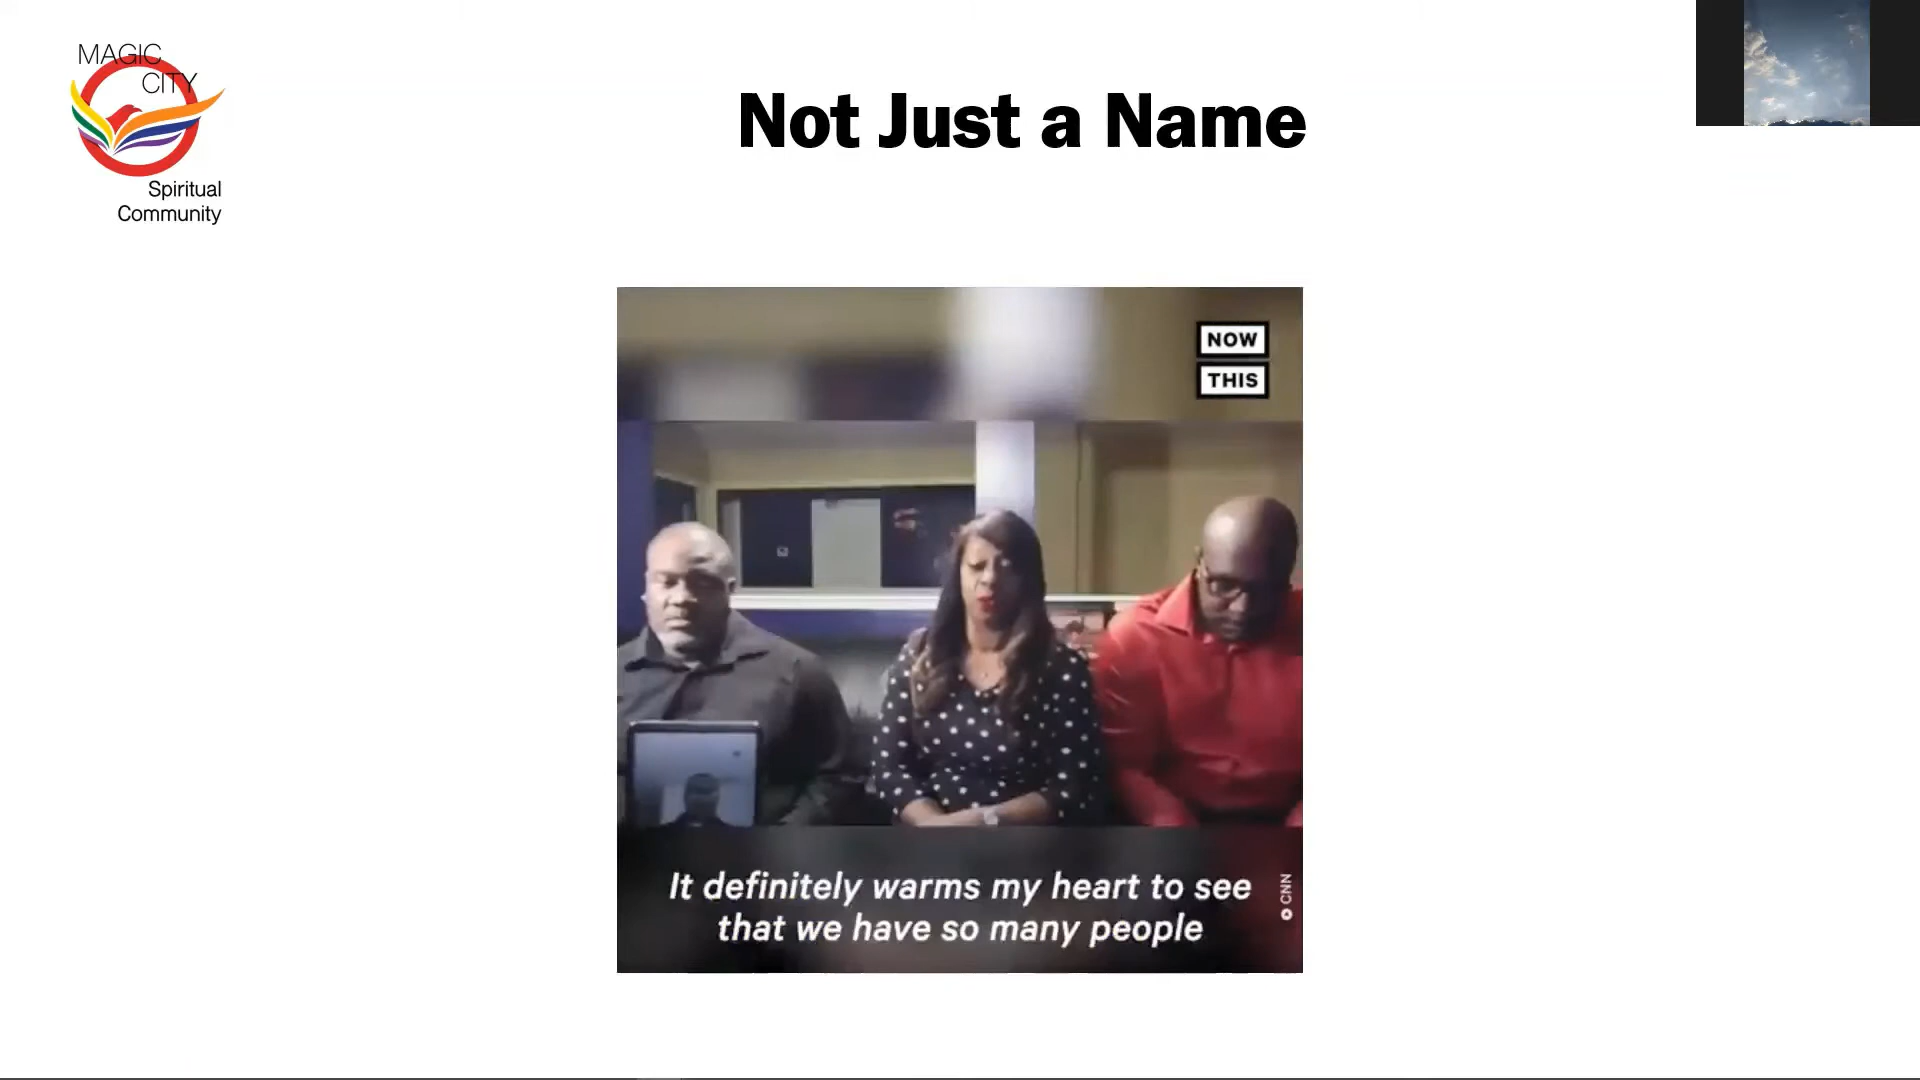 MAGIC
CITY
Spiritual
Community
Not Just a Name
NOW
THIS
It definitely warms my heart to see
that we have so many people
CNN